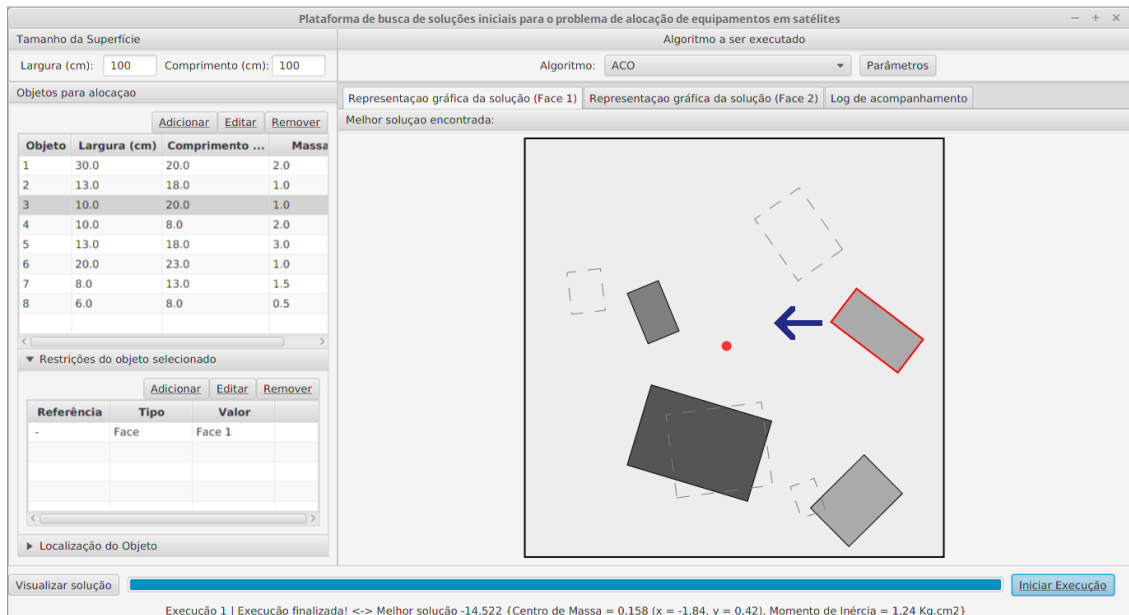 Plataforma de busca de soluções iniciais para o problema de alocação de equipamentos em satélites
Tamanho da Superfície
Largura (cm): 100 Comprimento (cm): 100
Algoritmo a ser executado
Algoritmo: ACO Parâmetros
Objetos para alocaçao
Adicionar Editar Remover
Objeto Largura (cm) Comprimento ... Massa
1 30.0 20.0 2.0
2 13.0 18.0 1.0
3 10.0 20.0 1.0
4 10.0 8.0 2.0
5 13.0 18.0 3.0
6 20.0 23.0 1.0
7 8.0 13.0 1.5
8 6.0 8.0 0.5
Restrições do objeto selecionado
Adicionar Editar Remover
Referência Tipo Valor
- Face Face 1
Localização do Objeto
Representaçao gráfica da solução (Face 1) Representaçao gráfica da solução (Face 2) Log de acompanhamento
Melhor soluçao encontrada:
Visualizar solução Iniciar Execução
Execução 1 | Execução finalizada! <-> Melhor solução -14.522 {Centro de Massa = 0.158 (x = -1.84, y = 0.42), Momento de Inércia = 1.24 Kg.cm2}